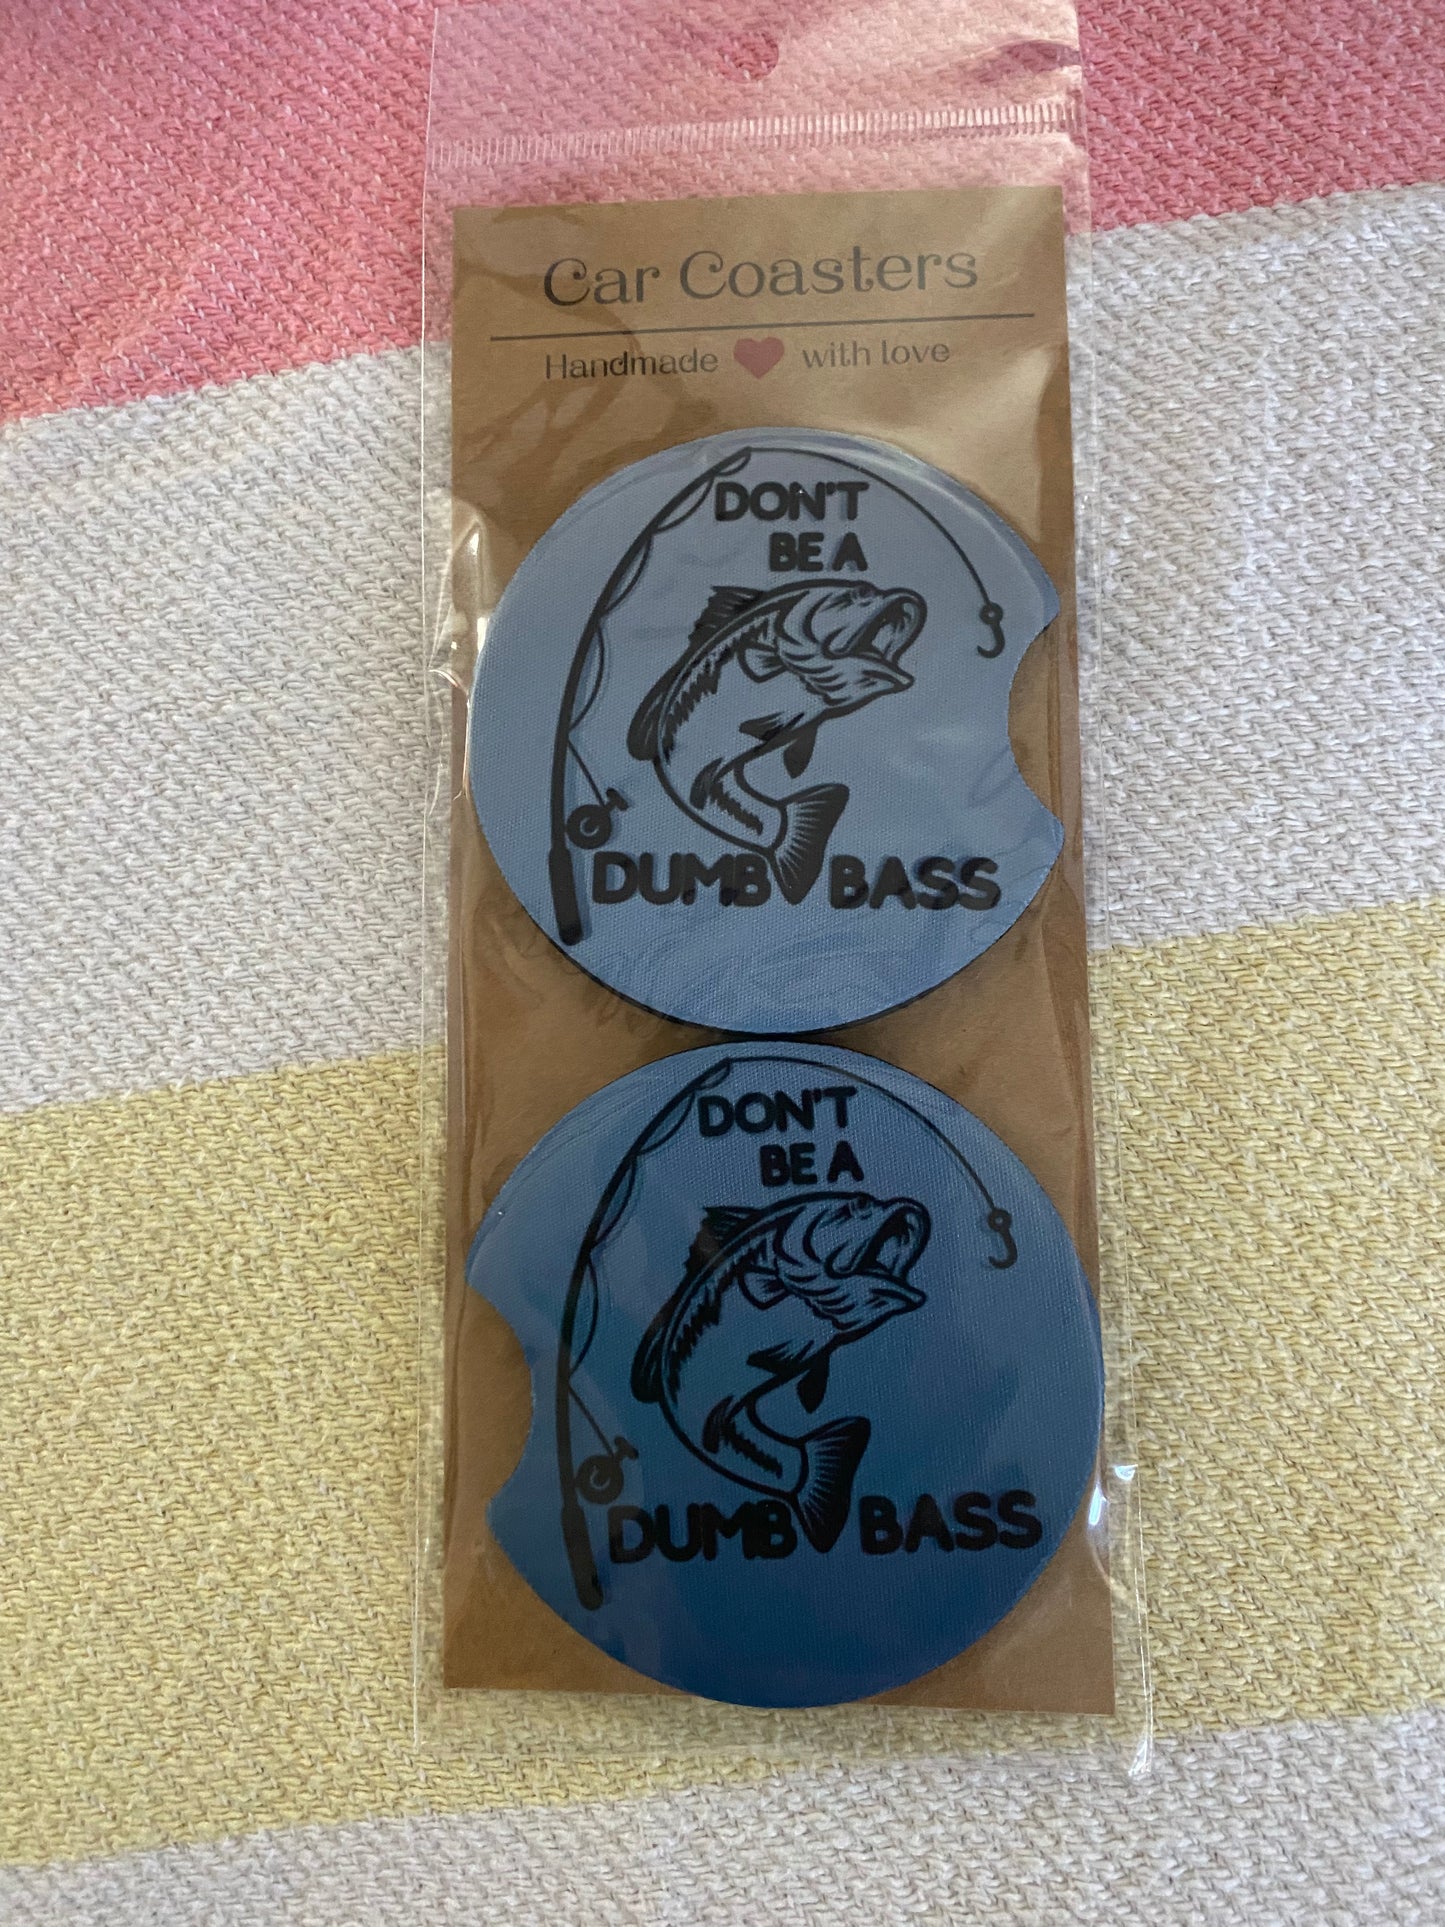 Car Coasters
Handmade with love
DON'T
BE A
DUMB BASS
DON'T
BE A
DUMB BASS